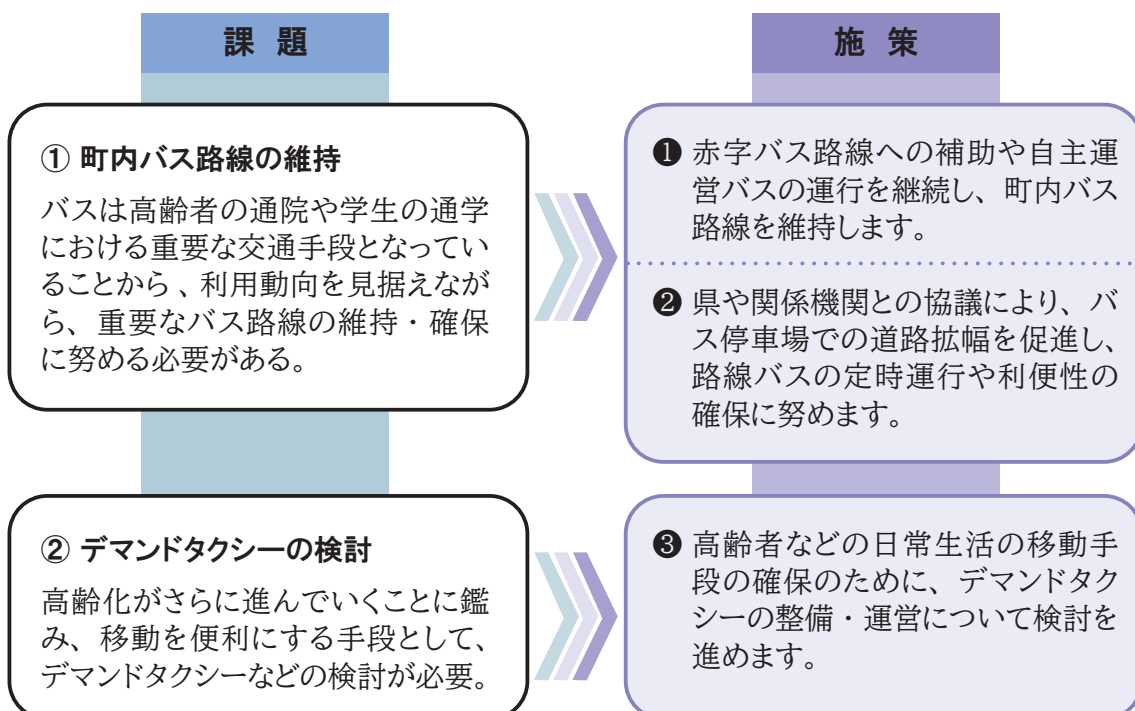 課 題
① 町内バス路線の維持
バスは高齢者の通院や学生の通学
における重要な交通手段となってい
ることから 、利用動向を見据えなが
ら、重要なバス路線の維持・確保
に努める必要がある。
② デマンドタクシーの検討
高齢化がさらに進んでいくことに鑑
み、移動を便利にする手段として、
デマンドタクシーなどの検討が必要。
施 策
❶ 赤字バス路線への補助や自主運
営バスの運行を継続し、町内バス
路線を維持します。
❷ 県や関係機関との協議により、バ
ス停車場での道路拡幅を促進し、
路線バスの定時運行や利便性の
確保に努めます。
❸ 高齢者などの日常生活の移動手
段の確保のために、デマンドタク
シーの整備・運営について検討を
進めます。